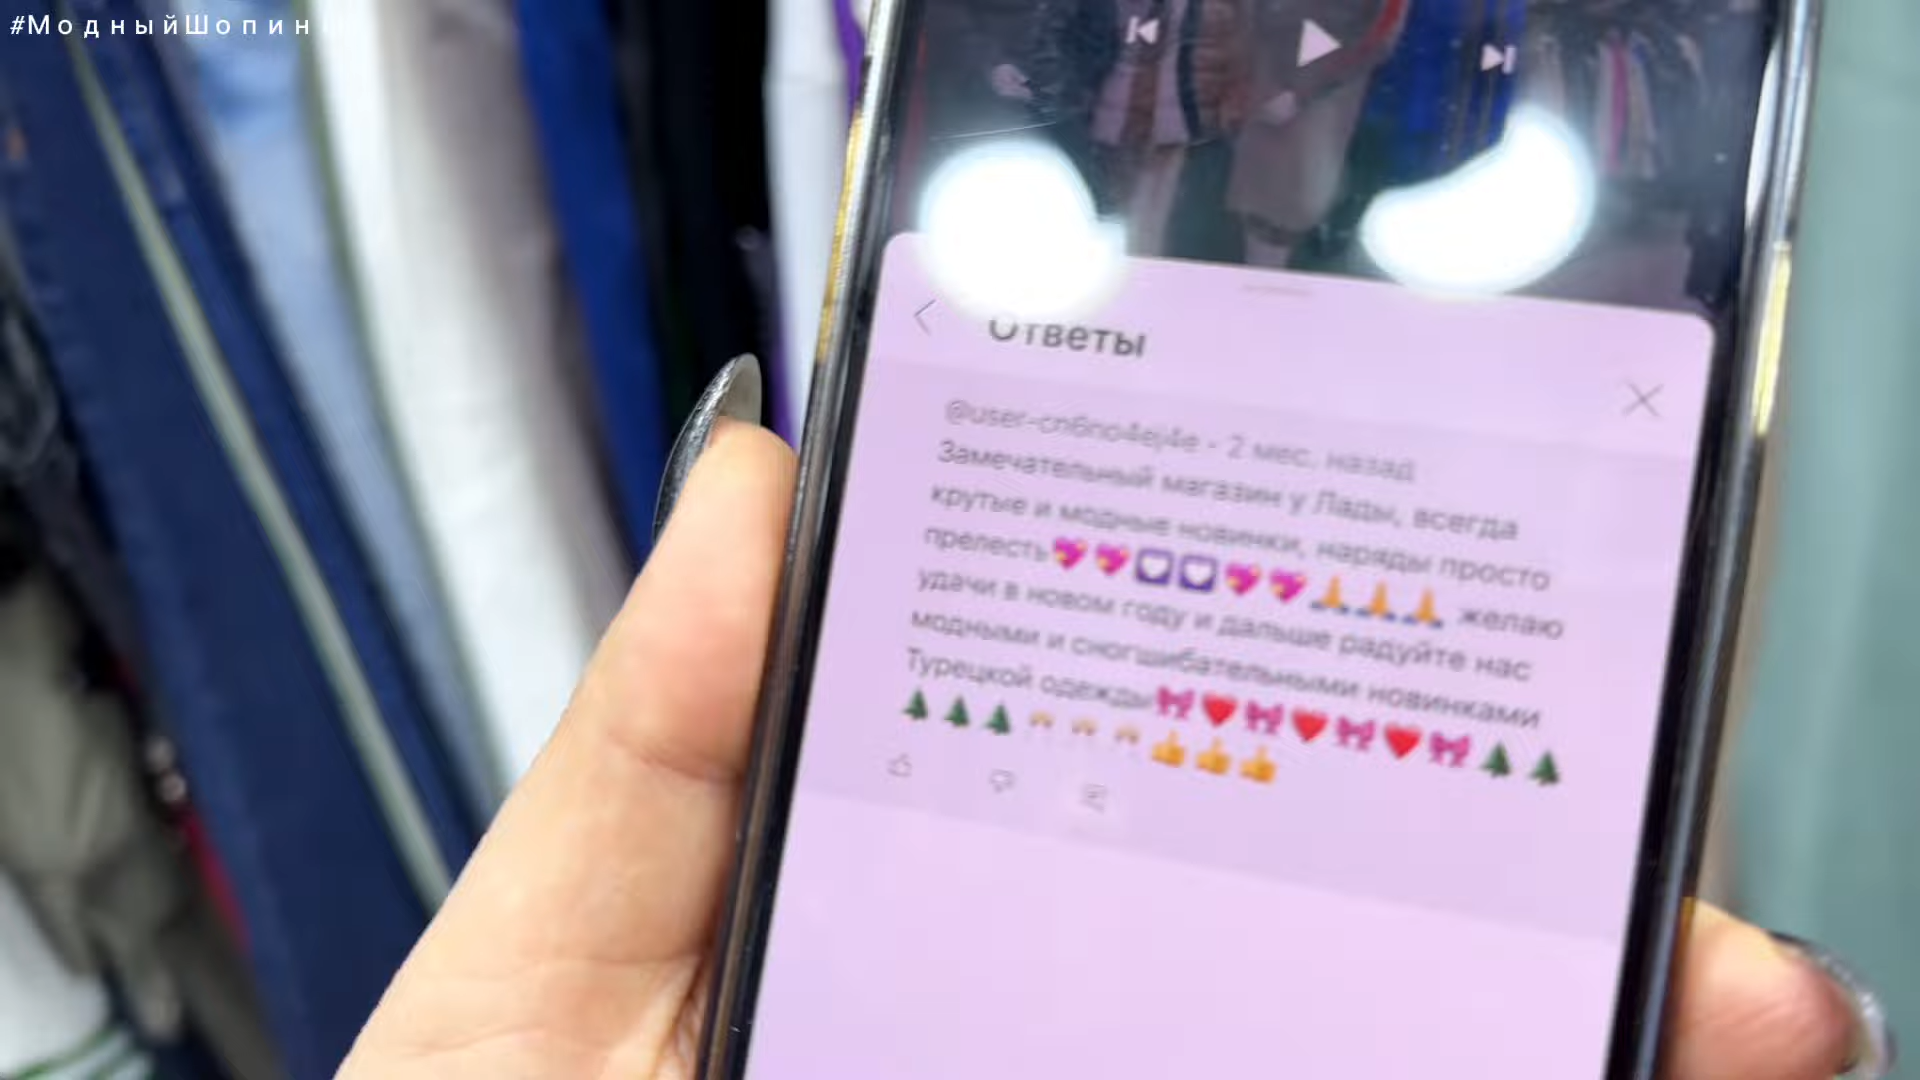 #МодныйШопинг
Ответы
@user-cn6no4ej4e · 2 мес. назад
Замечательный магазин у Лады, всегда
крутые и модные новинки, наряды просто
прелесть💖💖💟💟💖💖🙏🙏🙏 желаю
удачи в новом году и дальше радуйте нас
модными и сногшибательными новинками
Турецкой одежды🎀❤️🎀❤️🎀❤️🎀🌲🌲
🌲🌲🌲👍👍👍